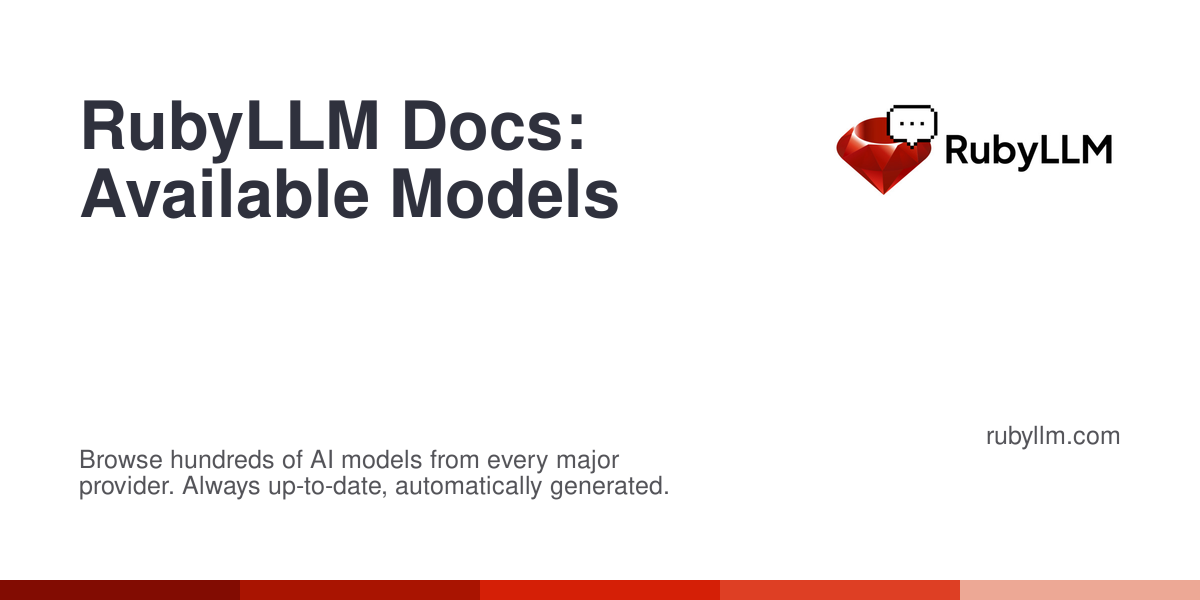 RubyLLM Docs:
Available Models
RubyLLM
Browse hundreds of AI models from every major
provider. Always up-to-date, automatically generated.
rubyllm.com